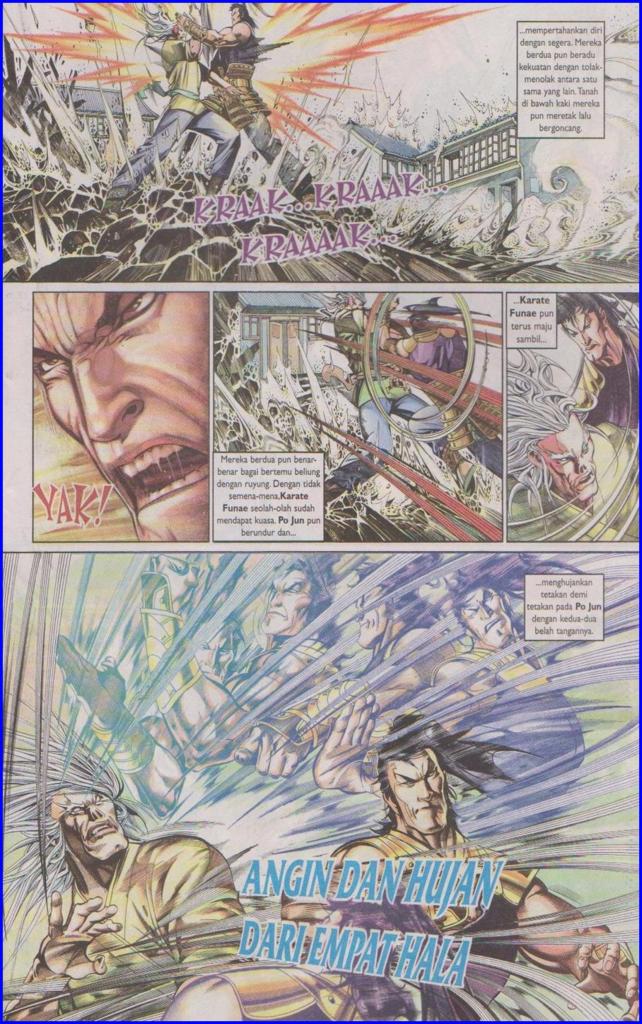 ...mempertahankan diri
dengan segera. Mereka
berdua pun beradu
kekuatan dengan tolak-
menolak antara satu
sama yang lain. Tanah
di bawah kaki mereka
pun meretak lalu
bergoncang.
KRAAK...KRAAAK...
KRAAAAK...
YAK!
Mereka berdua pun benar-
benar bagai bertemu beliung
dengan ruyung. Dengan tidak
semena-mena,Karate
Funae seolah-olah sudah
mendapat kuasa. Po Jun pun
berundur dan...
...Karate
Funae pun
terus maju
sambil...
...menghujankan
tetakan demi
tetakan pada Po Jun
dengan kedua-dua
belah tangannya.
ANGIN DAN HUJAN
DARI EMPAT HALA